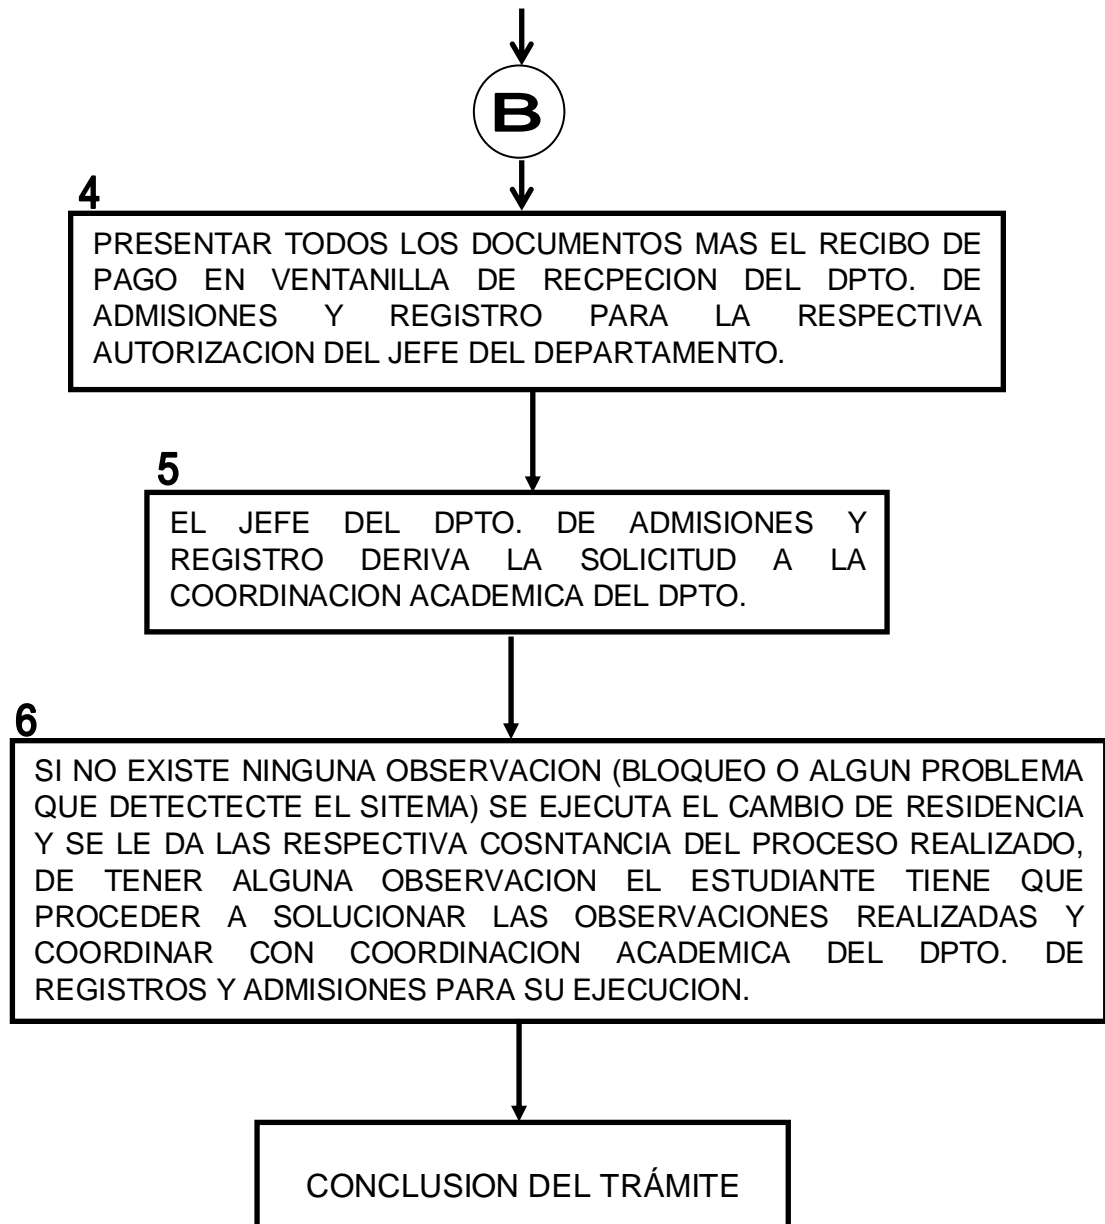 B
4
PRESENTAR TODOS LOS DOCUMENTOS MAS EL RECIBO DE
PAGO EN VENTANILLA DE RECPECION DEL DPTO. DE
ADMISIONES Y REGISTRO PARA LA RESPECTIVA
AUTORIZACION DEL JEFE DEL DEPARTAMENTO.
5
EL JEFE DEL DPTO. DE ADMISIONES Y
REGISTRO DERIVA LA SOLICITUD A LA
COORDINACION ACADEMICA DEL DPTO.
6
SI NO EXISTE NINGUNA OBSERVACION (BLOQUEO O ALGUN PROBLEMA
QUE DETECTECTE EL SITEMA) SE EJECUTA EL CAMBIO DE RESIDENCIA
Y SE LE DA LAS RESPECTIVA COSNTANCIA DEL PROCESO REALIZADO,
DE TENER ALGUNA OBSERVACION EL ESTUDIANTE TIENE QUE
PROCEDER A SOLUCIONAR LAS OBSERVACIONES REALIZADAS Y
COORDINAR CON COORDINACION ACADEMICA DEL DPTO. DE
REGISTROS Y ADMISIONES PARA SU EJECUCION.
CONCLUSION DEL TRÁMITE